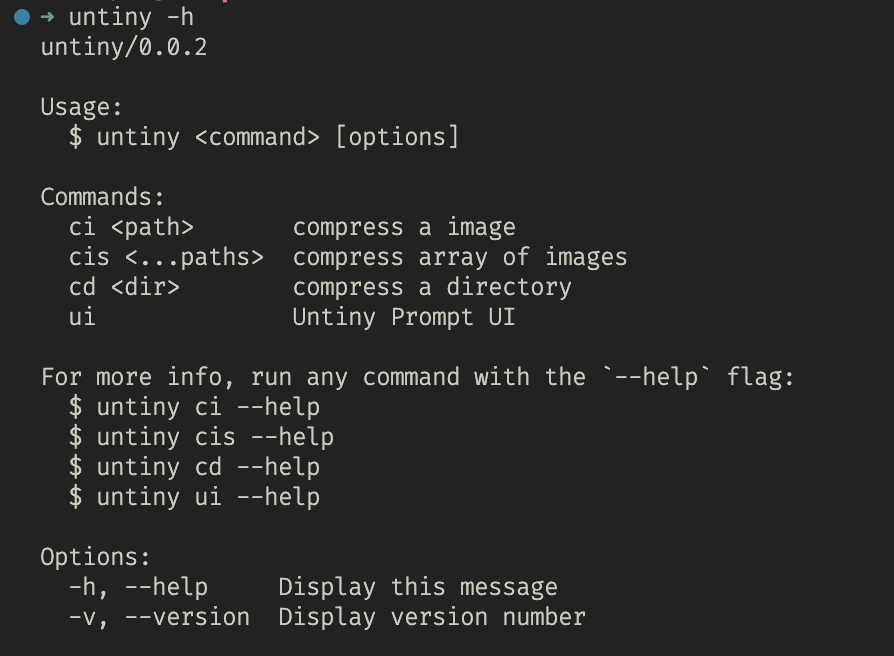 ➜ untiny -h
untiny/0.0.2
Usage:
$ untiny <command> [options]
Commands:
ci <path> compress a image
cis <...paths> compress array of images
cd <dir> compress a directory
ui Untiny Prompt UI
For more info, run any command with the `--help` flag:
$ untiny ci --help
$ untiny cis --help
$ untiny cd --help
$ untiny ui --help
Options:
-h, --help Display this message
-v, --version Display version number